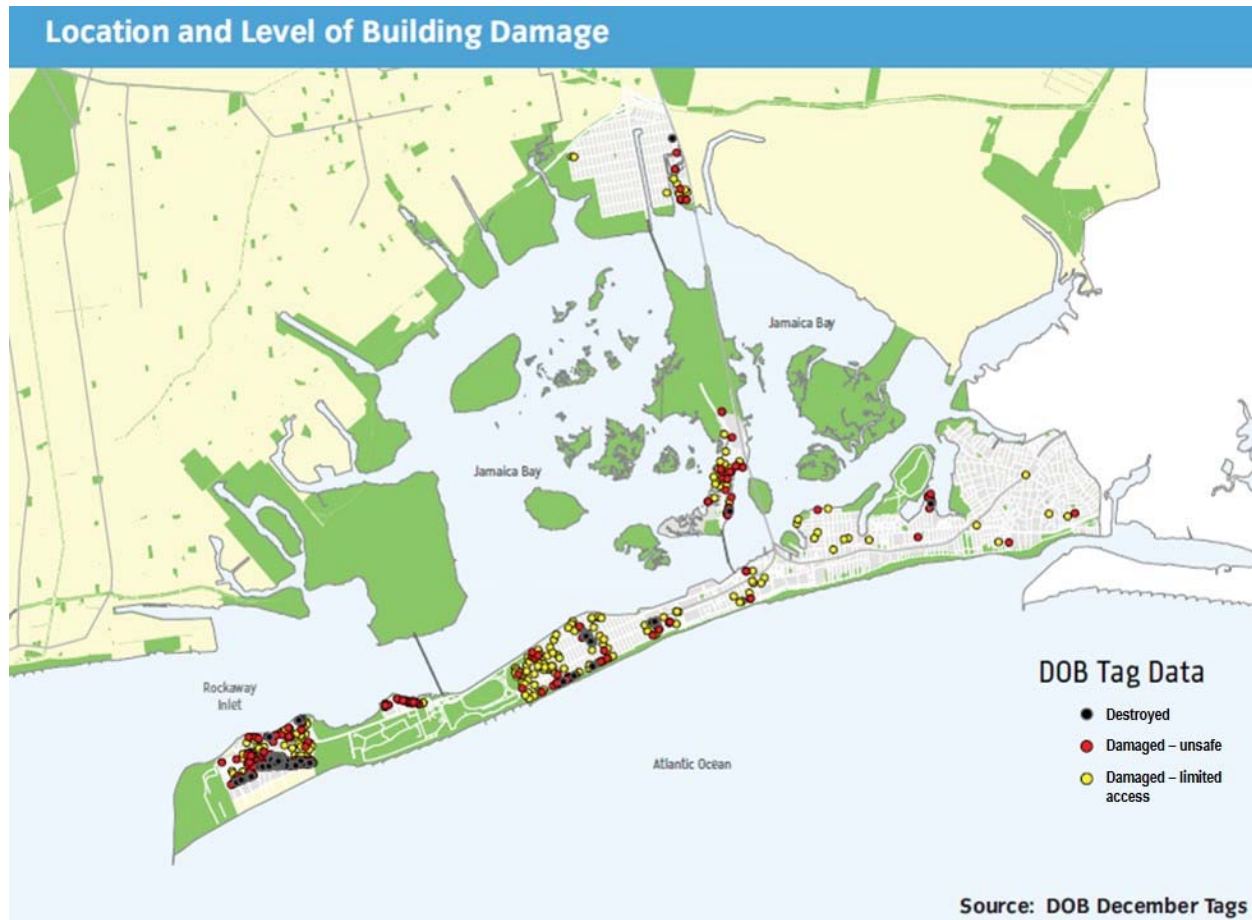 Location and Level of Building Damage
Jamaica Bay
Jamaica Bay
Rockaway
Inlet
Atlantic Ocean
DOB Tag Data
Destroyed
Damaged – unsafe
Damaged – limited
access
Source: DOB December Tags